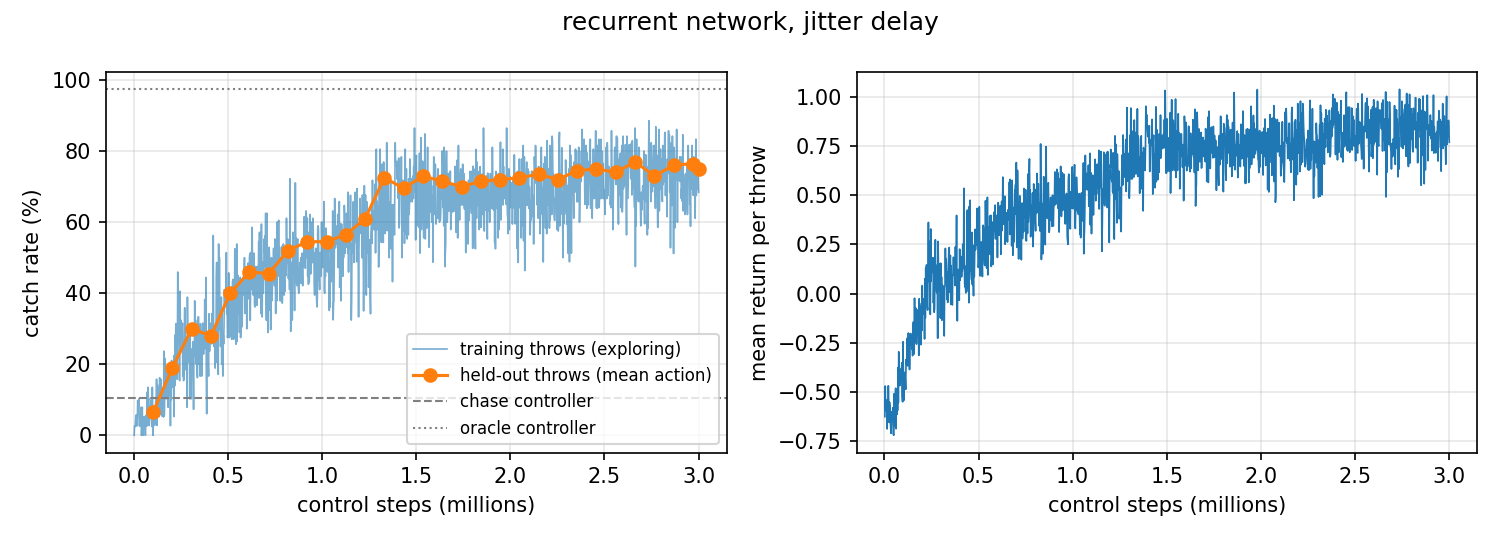 recurrent network, jitter delay
catch rate (%)
100
80
60
40
20
0
training throws (exploring)
held-out throws (mean action)
chase controller
oracle controller
0.0 0.5 1.0 1.5 2.0 2.5 3.0
control steps (millions)
mean return per throw
1.00
0.75
0.50
0.25
0.00
−0.25
−0.50
−0.75
0.0 0.5 1.0 1.5 2.0 2.5 3.0
control steps (millions)